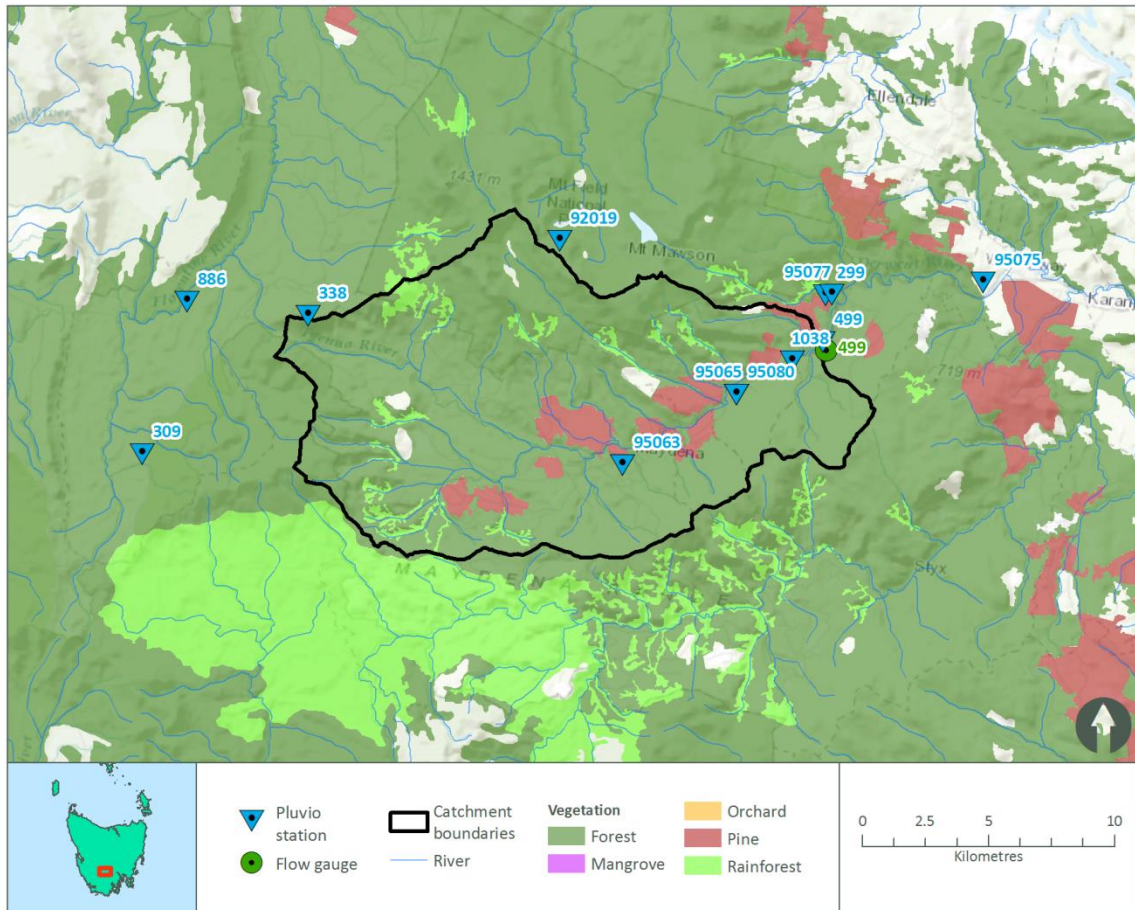 Ellendale
1431 m
Mt Field
National
92019
Mt Mawson
95077 299
95075
886
338
499
1038 499
Karan
719 m
95065 95080
309
95063
Styx
MAYDENA
Pluvio
station
Flow gauge
Catchment
boundaries
River
Vegetation
Forest
Mangrove
Orchard
Pine
Rainforest
0 2.5 5 10
Kilometres